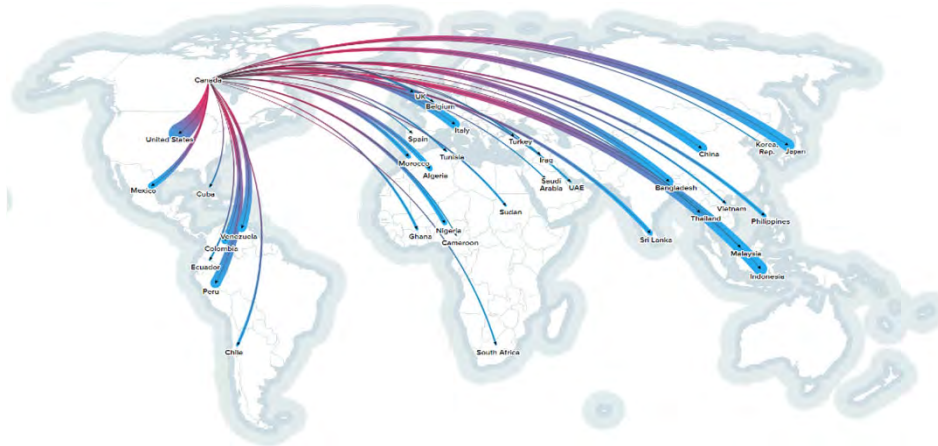 Canada
UK
Belgium
Italy
Spain
Turkey
United States
Korea,
Rep.
Japan
China
Tunisia
Iraq
Morocco
Algeria
Saudi
Arabia
UAE
Bangladesh
Mexico
Cuba
Sudan
Vietnam
Thailand
Philippines
Venezuela
Nigeria
Ghana
Cameroon
Sri Lanka
Colombia
Malaysia
Ecuador
Indonesia
Peru
Chile
South Africa